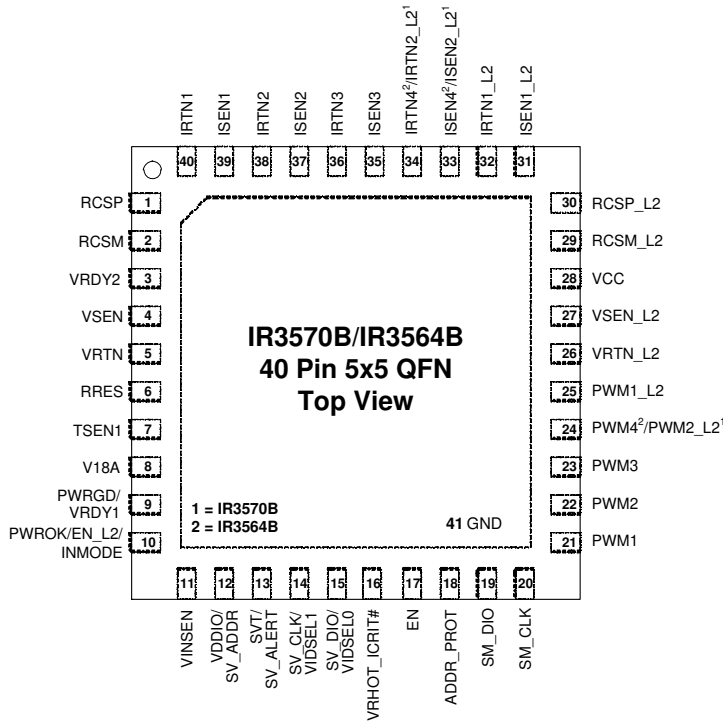 IRTN1
ISEN1
IRTN2
ISEN2
IRTN3
ISEN3
IRTN4²/IRTN2_L2¹
ISEN4²/ISEN2_L2¹
IRTN1_L2
ISEN1_L2
40 39 38 37 36 35 34 33 32 31
RCSP 1
RCSM 2
VRDY2 3
VSEN 4
VRTN 5
RRES 6
TSEN1 7
V18A 8
PWRGD/
VRDY1 9
PWROK/EN_L2/
INMODE 10
IR3570B/IR3564B
40 Pin 5x5 QFN
Top View
1 = IR3570B
2 = IR3564B
41 GND
30 RCSP_L2
29 RCSM_L2
28 VCC
27 VSEN_L2
26 VRTN_L2
25 PWM1_L2
24 PWM4²/PWM2_L2¹
23 PWM3
22 PWM2
21 PWM1
11 12 13 14 15 16 17 18 19 20
VINSEN
VDDIO/
SV_ADDR
SVT/
SV_ALERT
SV_CLK/
VIDSEL1
SV_DIO/
VIDSEL0
VRHOT_ICRIT#
EN
ADDR_PROT
SM_DIO
SM_CLK